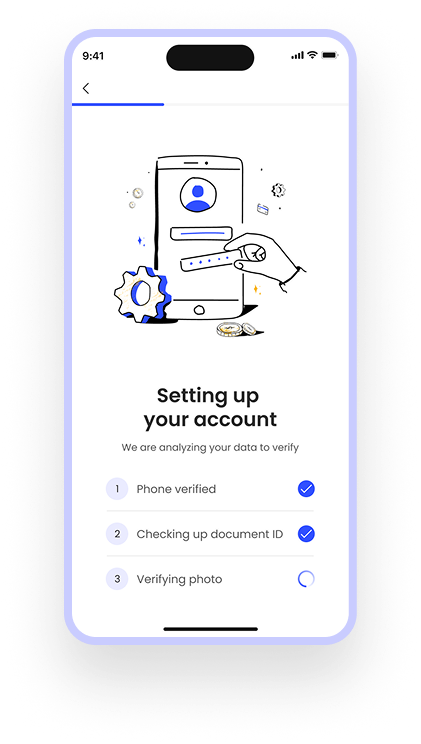 9:41
Setting up
your account
We are analyzing your data to verify
1 Phone verified
2 Checking up document ID
3 Verifying photo